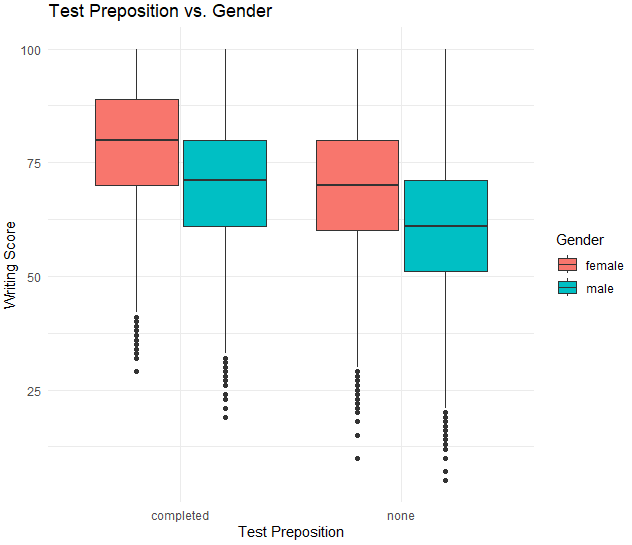 Test Preposition vs. Gender
100
75
50
25
Writing Score
completed
none
Test Preposition
Gender
female
male